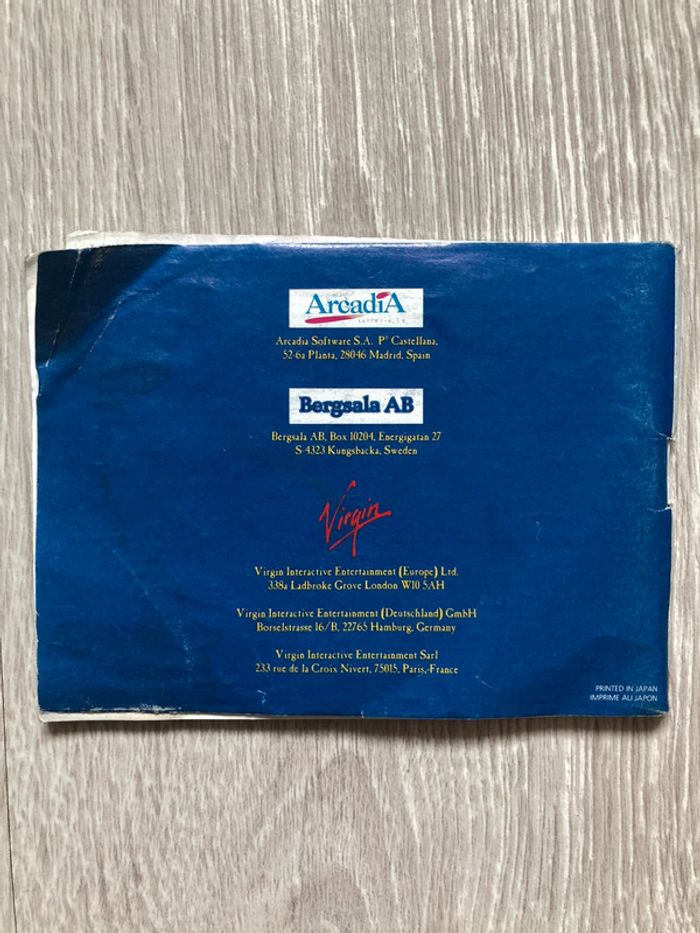 ArcadiA
Arcadia Software S.A. Pº Castellana,
52-6a Planta, 28046 Madrid, Spain
Bergsala AB
Bergsala AB, Box 10204, Energigatan 27
S-4323 Kungsbacka, Sweden
Virgin
Virgin Interactive Entertainment (Europe) Ltd.
338a Ladbroke Grove London W10 5AH
Virgin Interactive Entertainment (Deutschland) GmbH
Borselstrasse 16/B, 22765 Hamburg, Germany
Virgin Interactive Entertainment Sarl
233 rue de la Croix Nivert, 75015, Paris, France
PRINTED IN JAPAN
IMPRIME AU JAPON